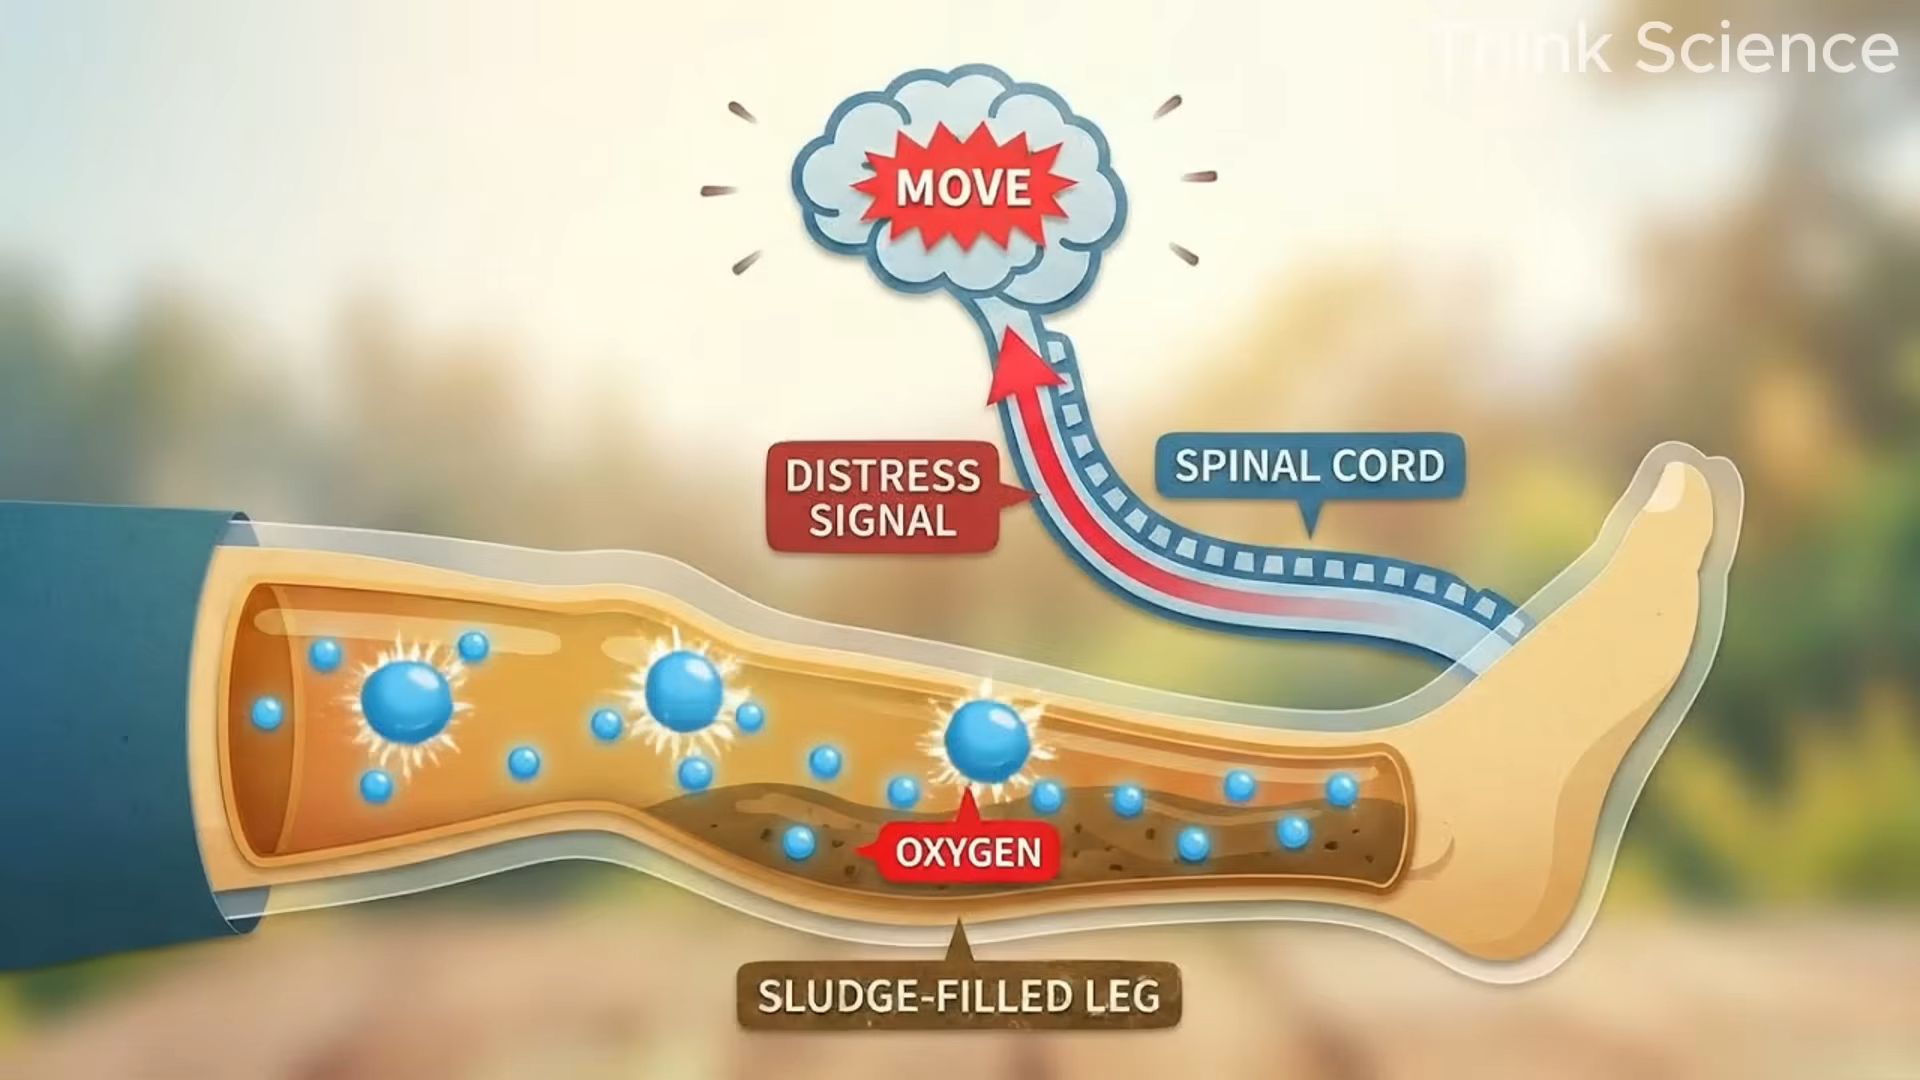 Think Science
MOVE
DISTRESS
SIGNAL
SPINAL CORD
OXYGEN
SLUDGE-FILLED LEG